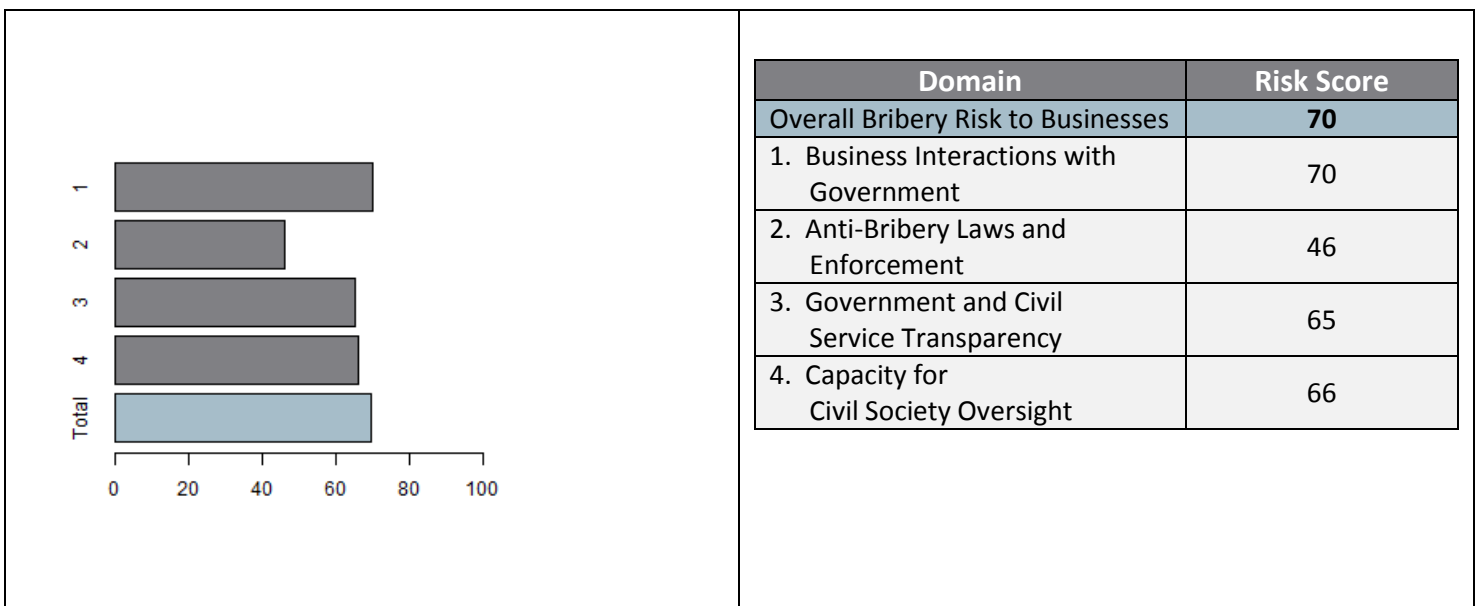 1
2
3
4
Total
0 20 40 60 80 100
Domain Risk Score
Overall Bribery Risk to Businesses 70
1. Business Interactions with
Government
70
2. Anti-Bribery Laws and
Enforcement
46
3. Government and Civil
Service Transparency
65
4. Capacity for
Civil Society Oversight
66